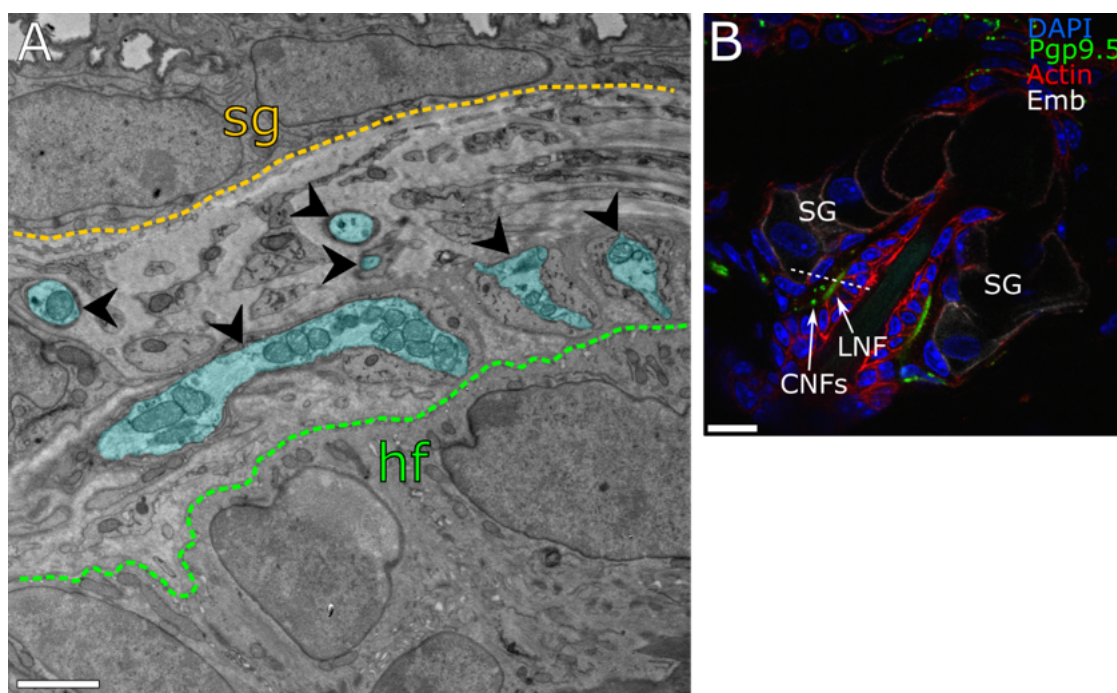 A
sg
hf
B
DAPI
Pgp9.5
Actin
Emb
SG
SG
LNF
CNFs